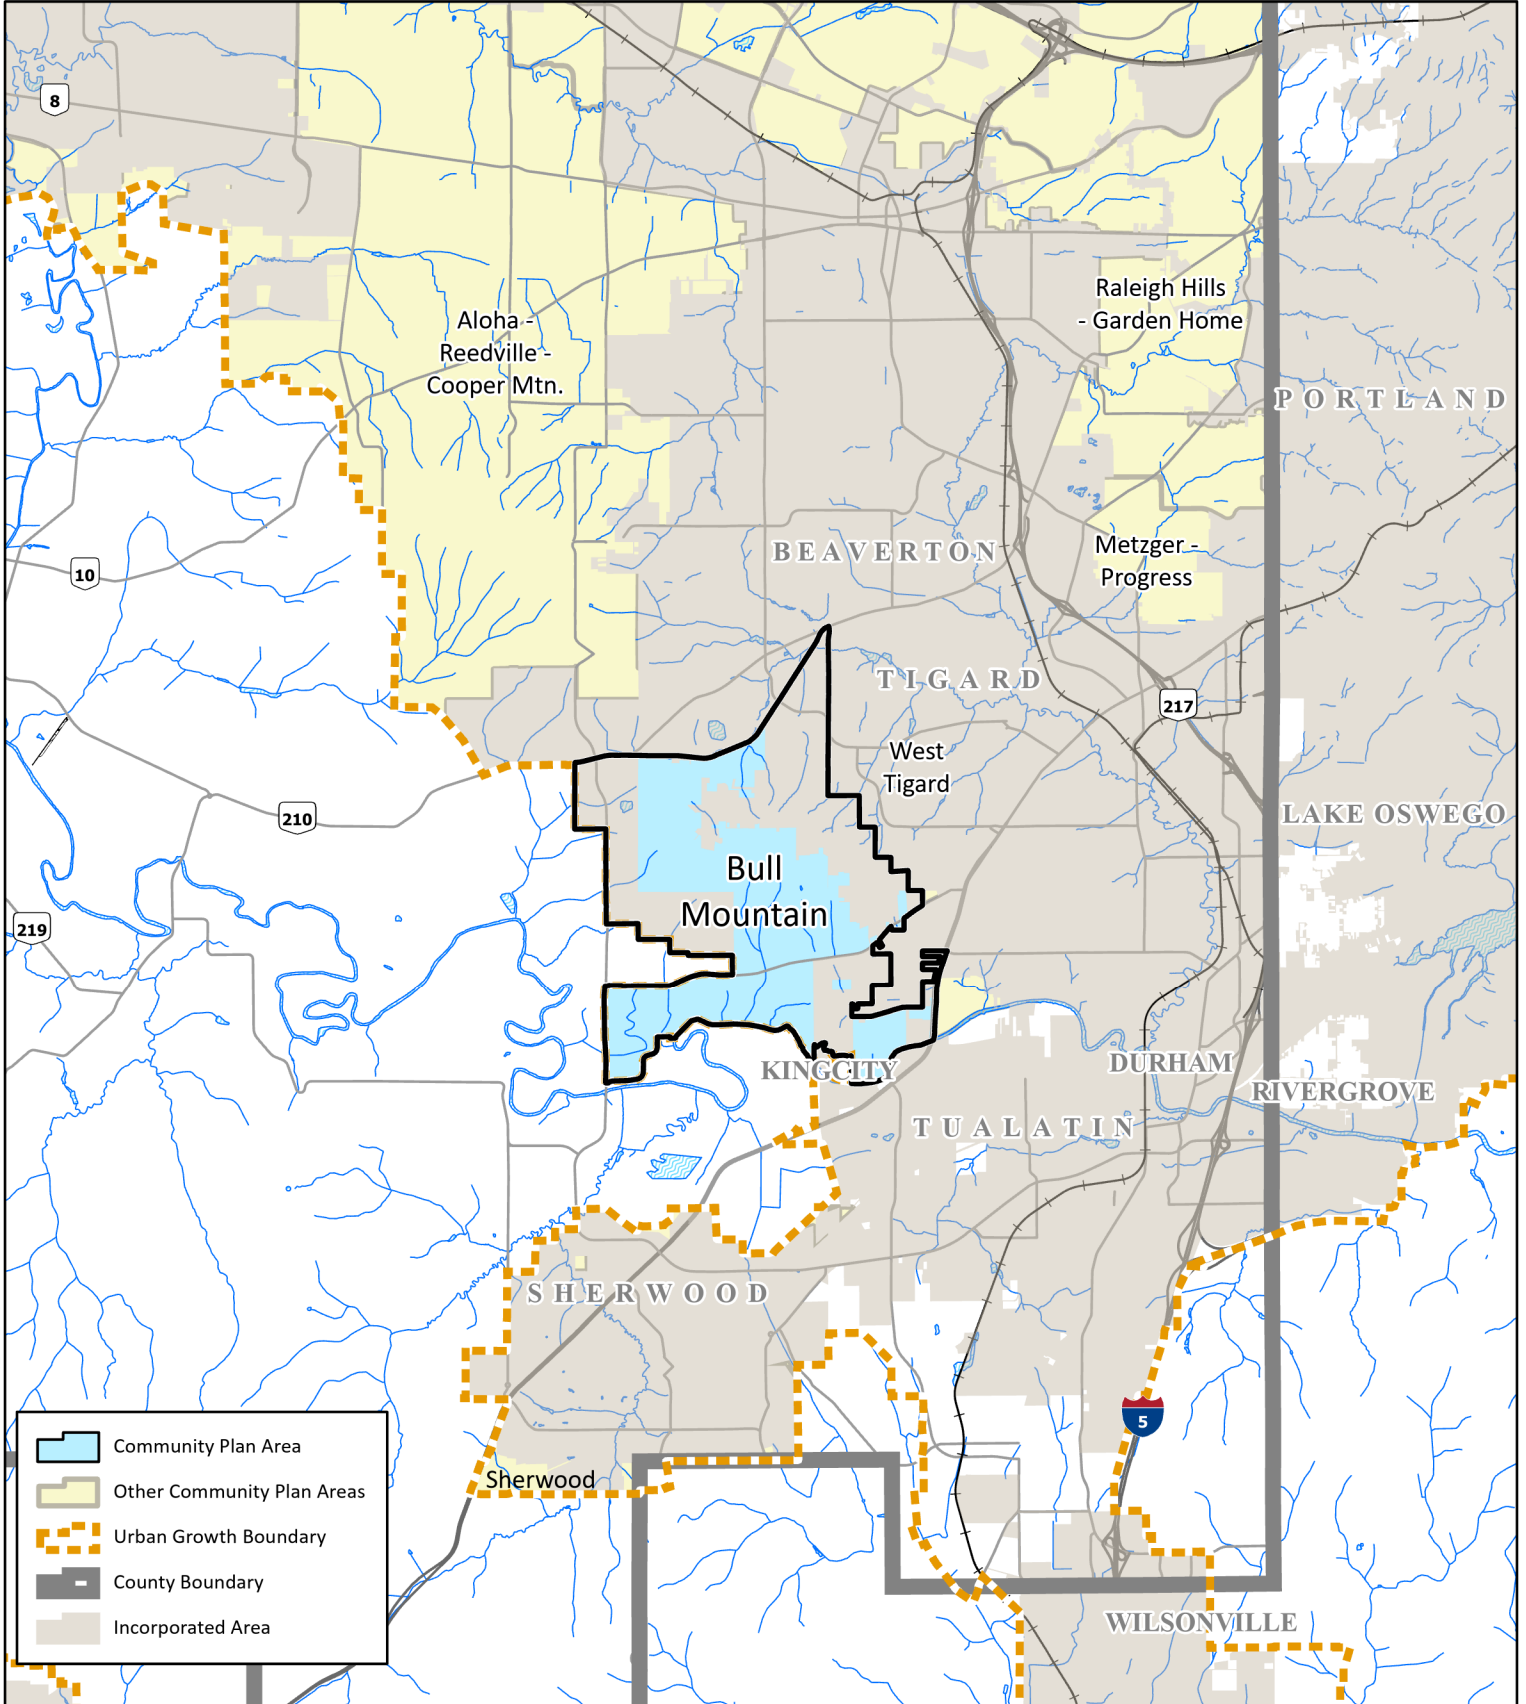 8
Raleigh Hills
- Garden Home
Aloha -
Reedville -
Cooper Mtn.
PORTLAND
BEAVERTON
Metzger -
Progress
10
TIGARD
217
West
Tigard
210
LAKE OSWEGO
Bull
Mountain
219
KINGCITY
DURHAM
RIVERGROVE
TUALATIN
SHERWOOD
5
Sherwood
WILSONVILLE
Community Plan Area
Other Community Plan Areas
Urban Growth Boundary
County Boundary
Incorporated Area